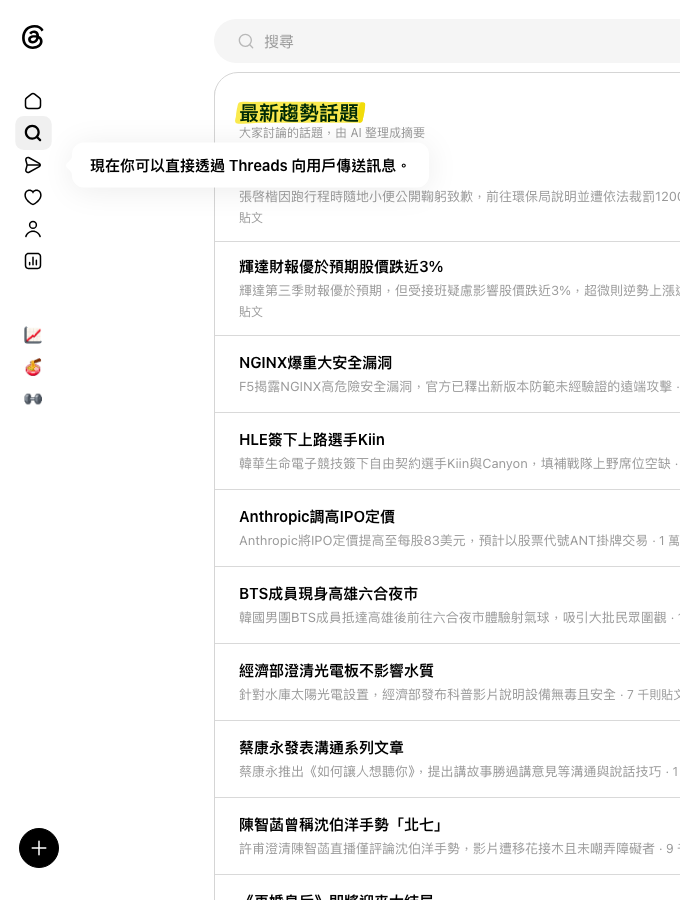 搜尋
最新趨勢話題
大家討論的話題，由 AI 整理成摘要
現在你可以直接透過 Threads 向用戶傳送訊息。
張啓楷因跑行程時隨地小便公開鞠躬致歉，前往環保局說明並遭依法裁罰1200
貼文
輝達財報優於預期股價跌近3%
輝達第三季財報優於預期，但受接班疑慮影響股價跌近3%，超微則逆勢上漲
貼文
NGINX爆重大安全漏洞
F5揭露NGINX高危險安全漏洞，官方已釋出新版本防範未經驗證的遠端攻擊 ·
HLE簽下上路選手Kiin
韓華生命電子競技簽下自由契約選手Kiin與Canyon，填補戰隊上野席位空缺 ·
Anthropic調高IPO定價
Anthropic將IPO定價提高至每股83美元，預計以股票代號ANT掛牌交易 · 1 萬
BTS成員現身高雄六合夜市
韓國男團BTS成員抵達高雄後前往六合夜市體驗射氣球，吸引大批民眾圍觀 ·
經濟部澄清光電板不影響水質
針對水庫太陽光電設置，經濟部發布科普影片說明設備無毒且安全 · 7 千則貼文
蔡康永發表溝通系列文章
蔡康永推出《如何讓人想聽你》，提出講故事勝過講意見等溝通與說話技巧 · 1
陳智菡曾稱沈伯洋手勢「北七」
許甫澄清陳智菡直播僅評論沈伯洋手勢，影片遭移花接木且未嘲弄障礙者 · 9
《再婚皇后》即將迎來大結局